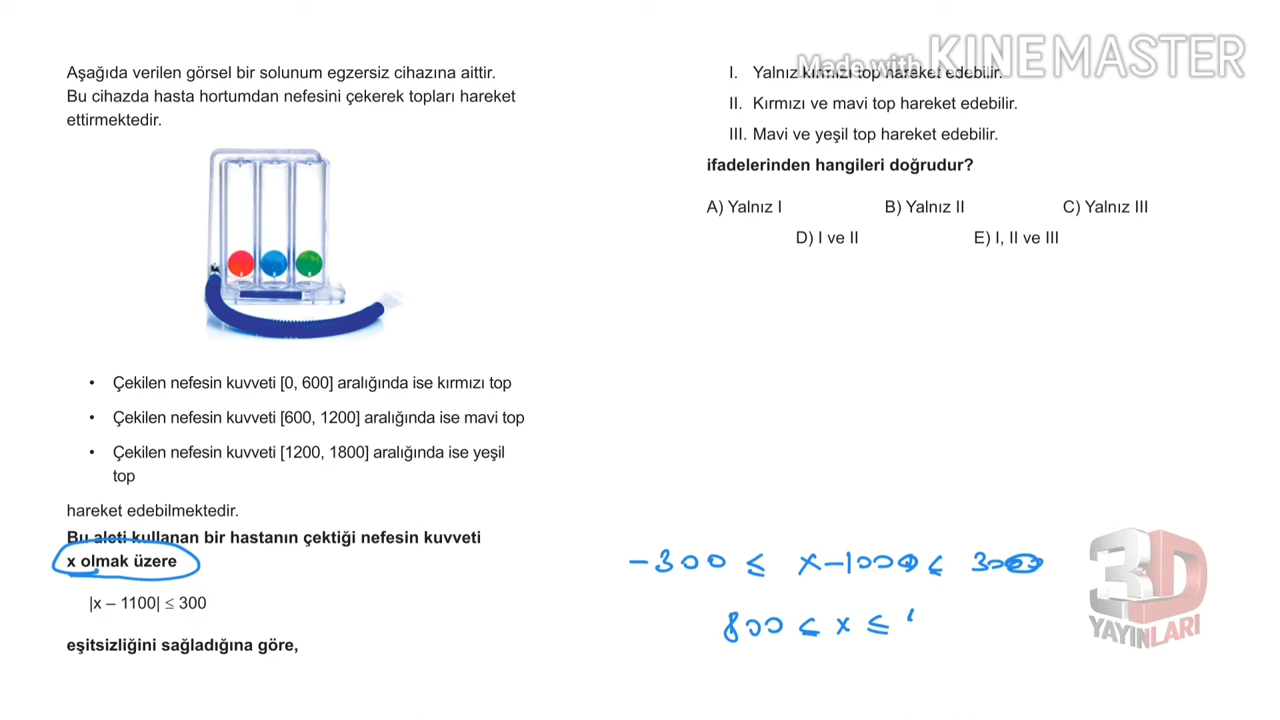 Made with KINEMASTER
Aşağıda verilen görsel bir solunum egzersiz cihazına aittir.
Bu cihazda hasta hortumdan nefesini çekerek topları hareket
ettirmektedir.
• Çekilen nefesin kuvveti [0, 600] aralığında ise kırmızı top
• Çekilen nefesin kuvveti [600, 1200] aralığında ise mavi top
• Çekilen nefesin kuvveti [1200, 1800] aralığında ise yeşil
top
hareket edebilmektedir.
Bu aleti kullanan bir hastanın çektiği nefesin kuvveti
x olmak üzere
|x – 1100| ≤ 300
eşitsizliğini sağladığına göre,
I. Yalnız kırmızı top hareket edebilir.
II. Kırmızı ve mavi top hareket edebilir.
III. Mavi ve yeşil top hareket edebilir.
ifadelerinden hangileri doğrudur?
A) Yalnız I B) Yalnız II C) Yalnız III
D) I ve II E) I, II ve III
-300 ≤ x-1000 ≤ 300
800 ≤ x ≤ 
3D
YAYINLARI